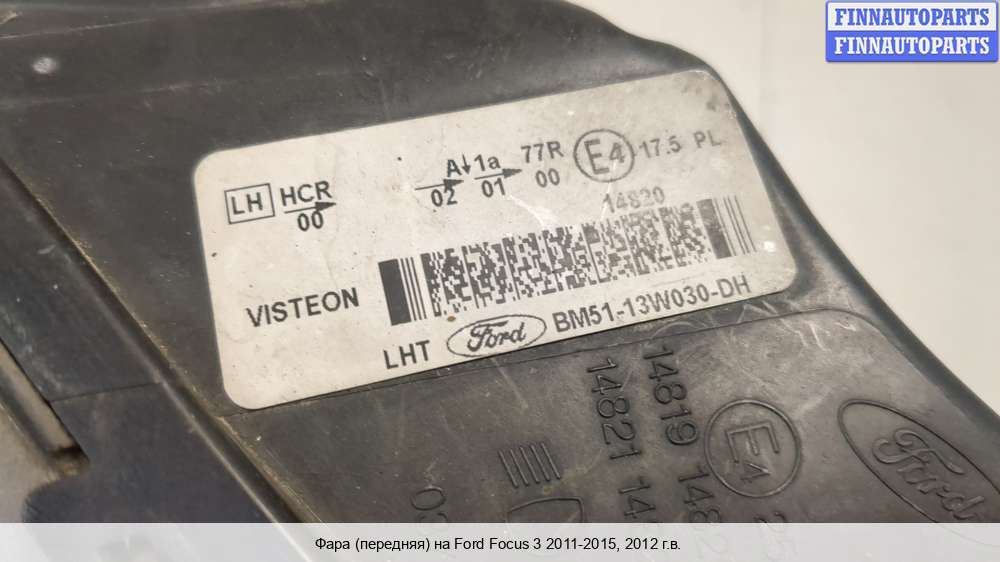 FINNAUTOPARTS
FINNAUTOPARTS
LH HCR 00 A 02 1a 01 77R 00 E4 17.5 PL
14820
VISTEON
LHT Ford BM51-13W030-DH
14819
14821
E4
Ford
Фара (передняя) на Ford Focus 3 2011-2015, 2012 г.в.